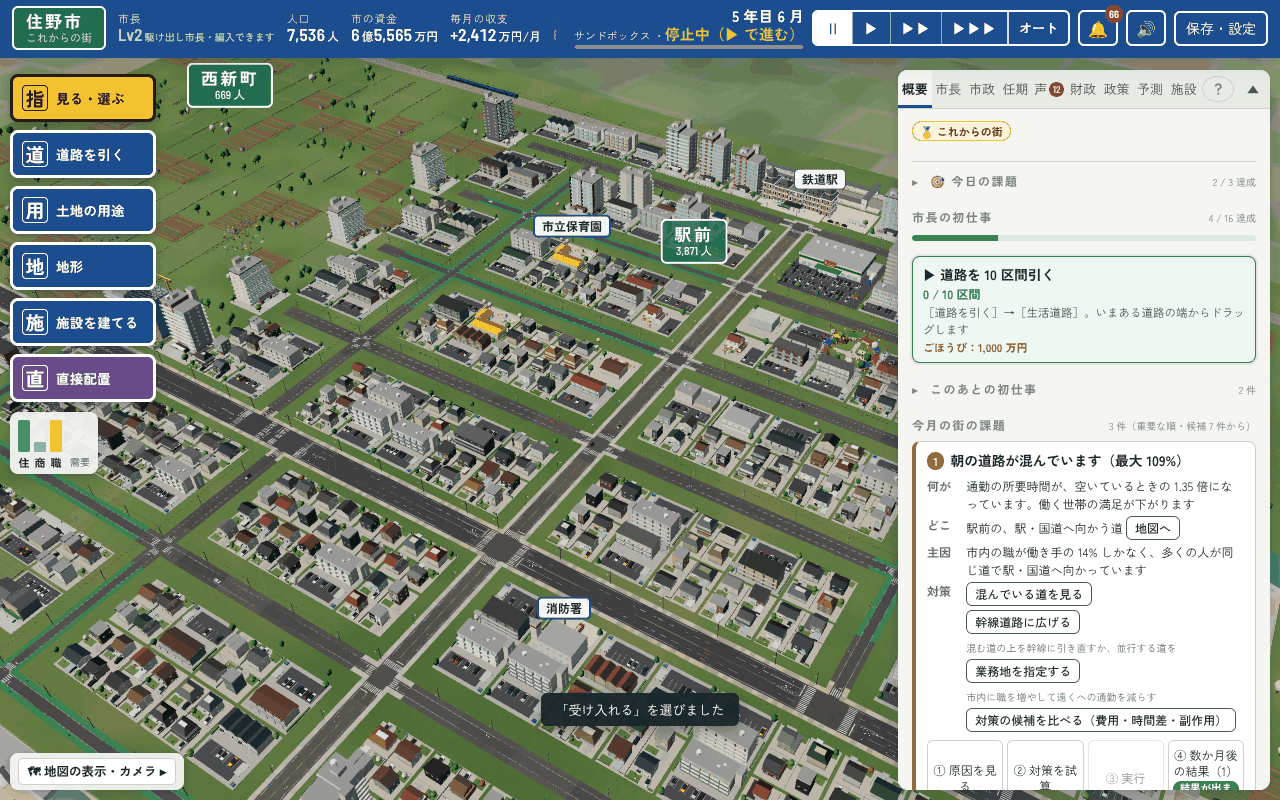 住野市
これからの街
市長
Lv2 駆け出し市長・編入できます
人口
7,536 人
市の資金
6 億5,565 万円
毎月の収支
+2,412 万円/月
5 年目 6 月
サンドボックス ・停止中（▶ で進む）
オート
66
保存・設定
指 見る・選ぶ
道 道路を引く
用 土地の用途
地 地形
施 施設を建てる
直 直接配置
住 商 職 需要
西新町
669 人
鉄道駅
市立保育園
駅前
3,871 人
消防署
「受け入れる」を選びました
🗺 地図の表示・カメラ ▸
概要 市長 市政 任期 声 12 財政 政策 予測 施設 ? ▲
🏅 これからの街
▸ 🎯 今日の課題 2 / 3 達成
市長の初仕事 4 / 16 達成
▶ 道路を 10 区間引く
0 / 10 区間
［道路を引く］→［生活道路］。いまある道路の端からドラッ
グします
ごほうび：1,000 万円
▸ このあとの初仕事 2 件
今月の街の課題 3 件（重要な順・候補 7 件から）
1 朝の道路が混んでいます（最大 109%）
何が 通勤の所要時間が、空いているときの 1.35 倍にな
っています。働く世帯の満足が下がります
どこ 駅前の、駅・国道へ向かう道 地図へ
主因 市内の職が働き手の 14% しかなく、多くの人が同
じ道で駅・国道へ向かっています
対策 混んでいる道を見る
幹線道路に広げる
混む道の上を幹線に引き直すか、並行する道を
業務地を指定する
市内に職を増やして遠くへの通勤を減らす
対策の候補を比べる（費用・時間差・副作用）
① 原因を見
る
② 対策を試
算
③ 実行
④ 数か月後
の結果（1）
結果が出ま